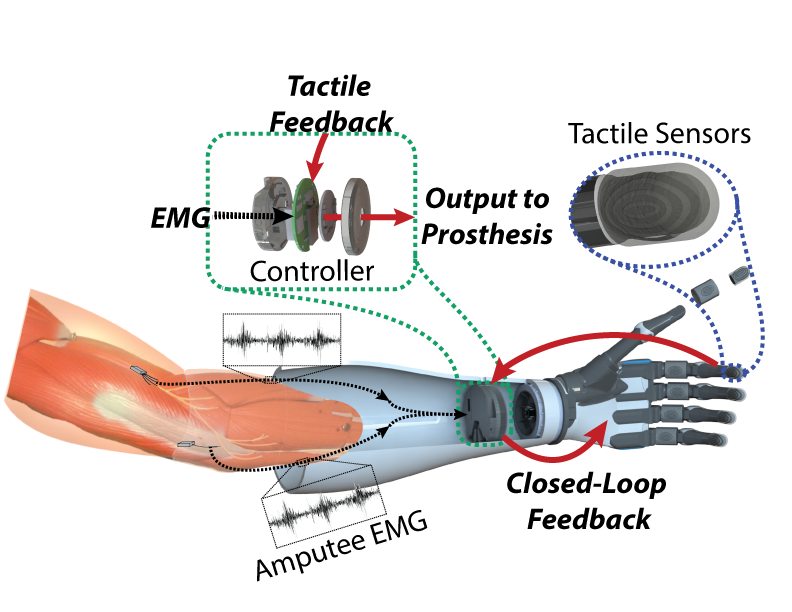 Tactile
Feedback
Tactile Sensors
EMG
Output to
Prosthesis
Controller
Closed-Loop
Feedback
Amputee EMG